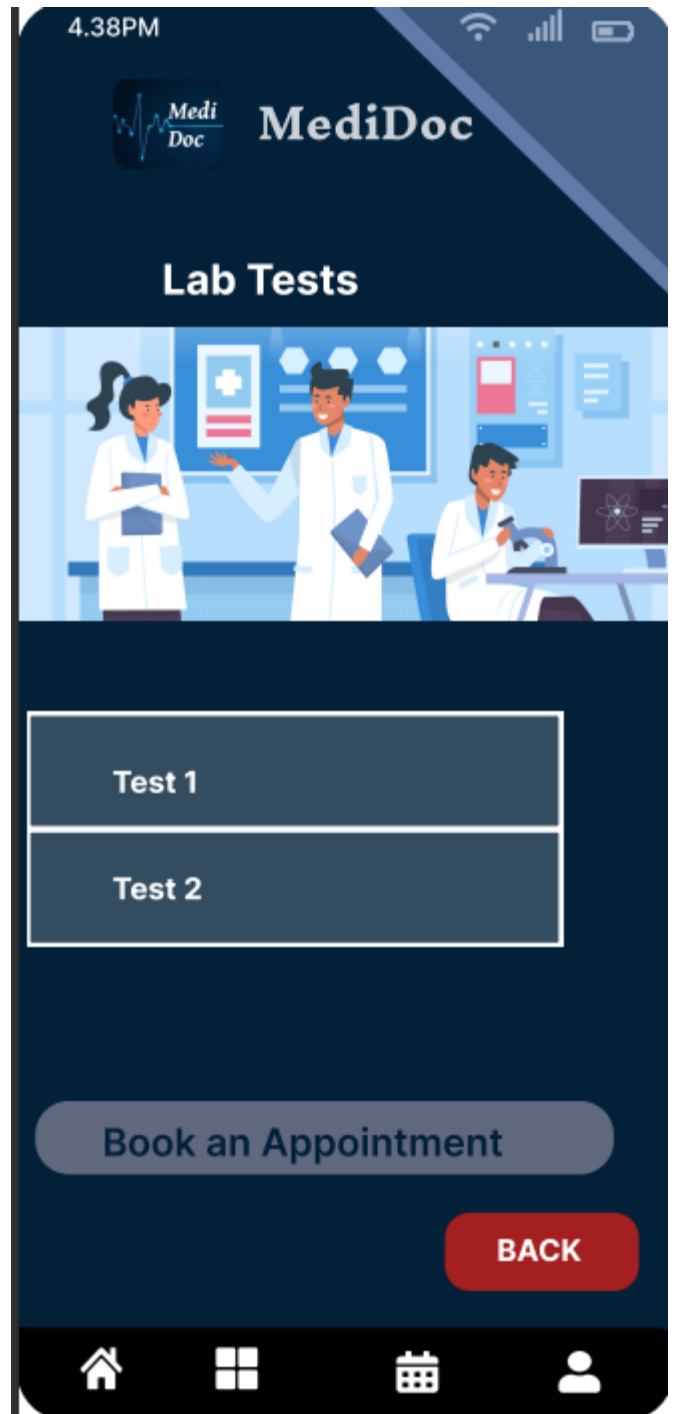 4.38PM
Medi
Doc
MediDoc
Lab Tests
Test 1
Test 2
Book an Appointment
BACK